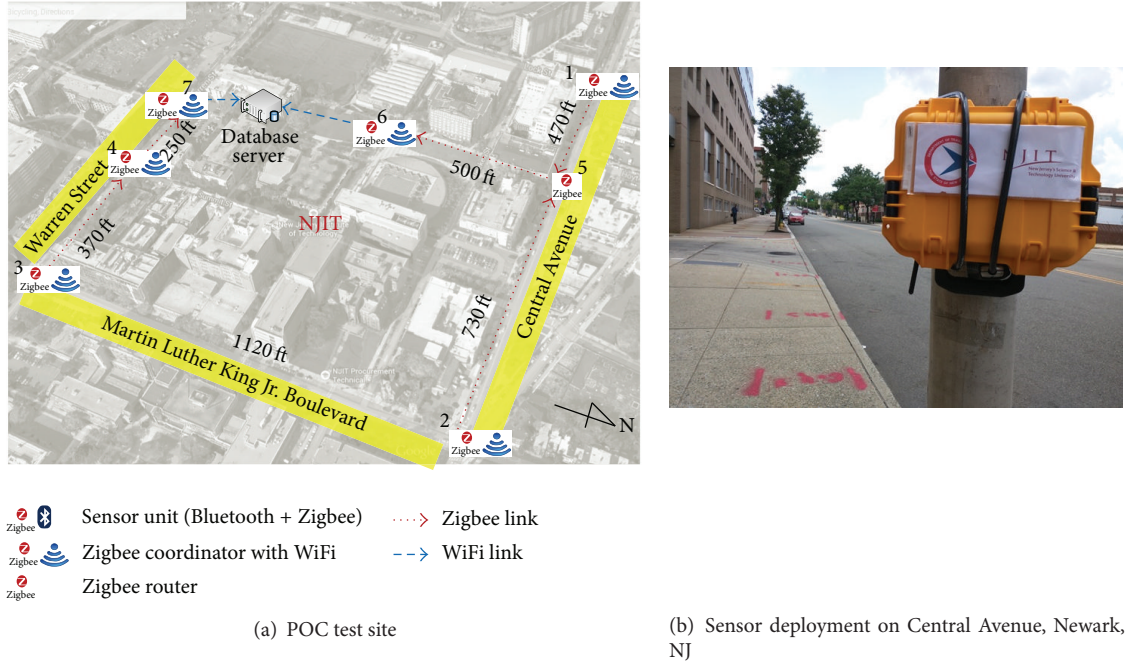 cycling Directions
1
Zigbee
7
Zigbee
470 ft
6
Zigbee
Database
server
250 ft
4
Zigbee
500 ft
5
Zigbee
Warren Street
370 ft
NJIT
of Technology
3
Zigbee
Central Avenue
730 ft
Martin Luther King Jr. Boulevard
1120 ft
NJIT Procurement
2
Zigbee
N
NJIT
New Jersey's Science &
Technology University
Zigbee
Sensor unit (Bluetooth + Zigbee)
Zigbee link
Zigbee
Zigbee coordinator with WiFi
WiFi link
Zigbee
Zigbee router
(a) POC test site
(b) Sensor deployment on Central Avenue, Newark,
NJ